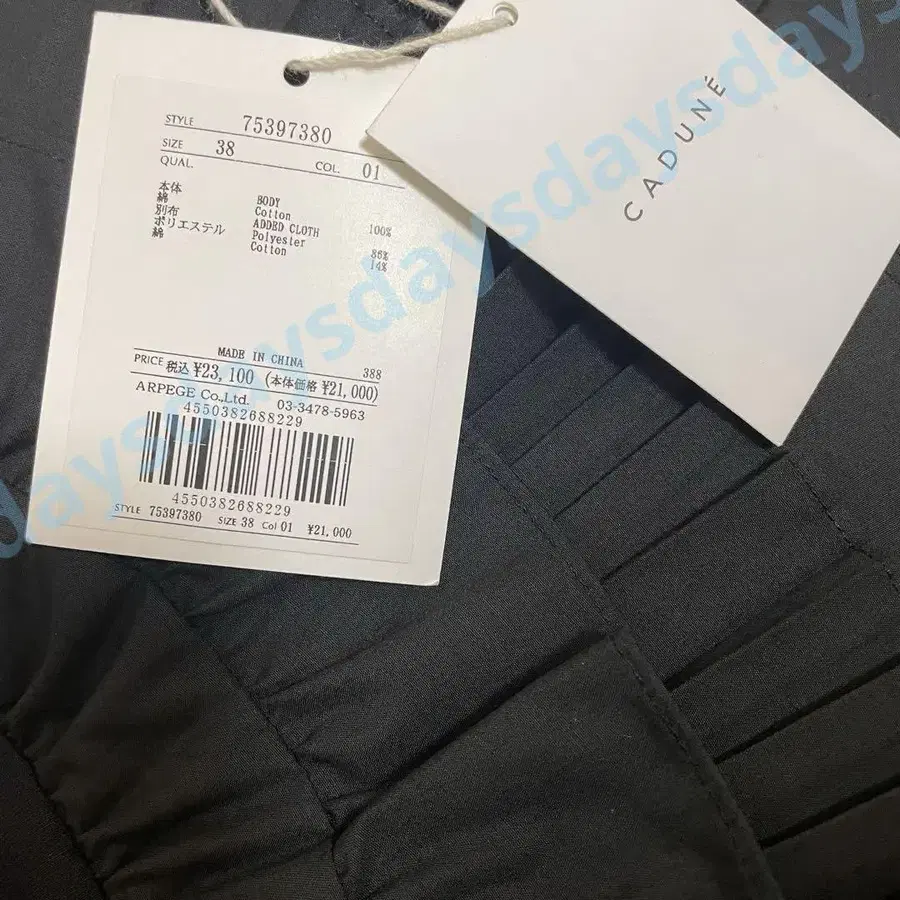 STYLE 75397380
SIZE 38 COL. 01
QUAL.
本体 BODY
綿 Cotton 100%
別布 ADDED CLOTH
ポリエステル Polyester 86%
綿 Cotton 14%
MADE IN CHINA 388
PRICE 税込 ¥23,100 (本体価格 ¥21,000)
ARPEGE Co.,Ltd. 03-3478-5963
4550382688229
4550382688229
STYLE 75397380 SIZE 38 Col 01 ¥21,000
CADUNÉ
daysdaysdaysdaysdaysdays